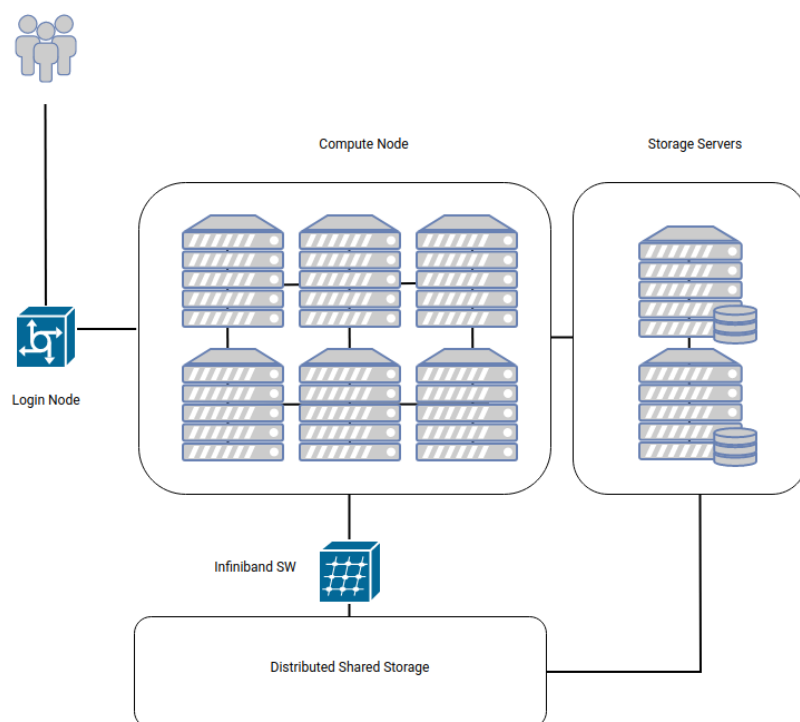 Compute Node
Storage Servers
Login Node
Infiniband SW
Distributed Shared Storage